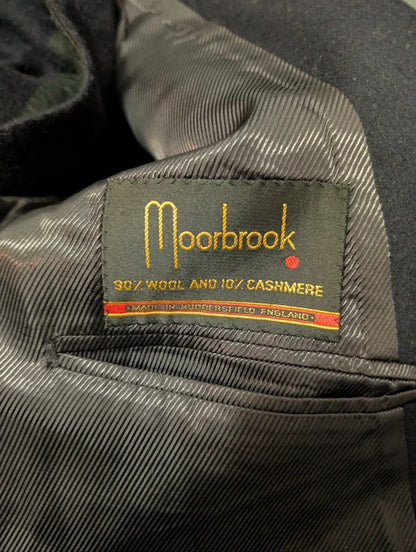 Moorbrook
90% WOOL AND 10% CASHMERE
• MADE IN HUDDERSFIELD ENGLAND •